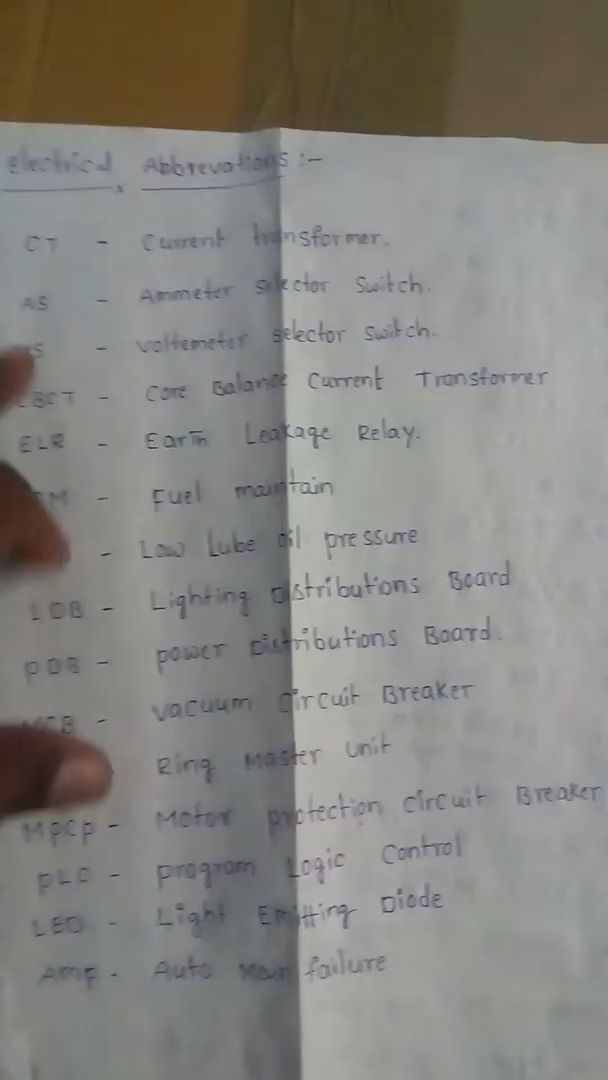 Electrical Abbrevations :-
CT - Current transformer.
AS - Ammeter selector switch.
- voltemeter selector switch.
- Core Balance Current Transformer
ELR - Earth Leakage Relay.
- Fuel maintain
- Low Lube oil pressure
LDB - Lighting Distributions Board
PDB - power Distributions Board.
- vacuum circuit Breaker
Ring Master unit
MPCP - Motor protection circuit Breaker
PLC - program Logic Control
LED - Light Emitting Diode
AMF - Auto Main failure